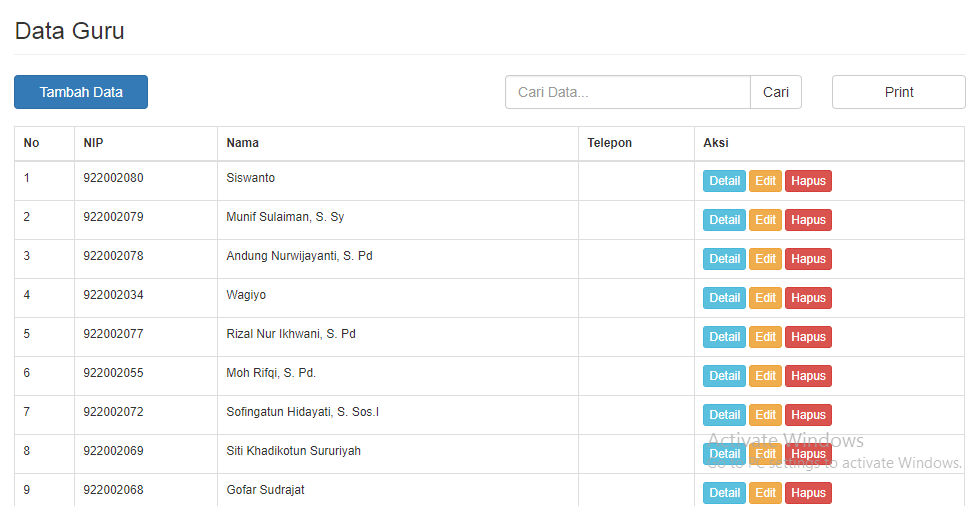 Data Guru
Tambah Data Cari Data... Cari Print
No NIP Nama Telepon Aksi
1 922002080 Siswanto Detail Edit Hapus
2 922002079 Munif Sulaiman, S. Sy Detail Edit Hapus
3 922002078 Andung Nurwijayanti, S. Pd Detail Edit Hapus
4 922002034 Wagiyo Detail Edit Hapus
5 922002077 Rizal Nur Ikhwani, S. Pd Detail Edit Hapus
6 922002055 Moh Rifqi, S. Pd. Detail Edit Hapus
7 922002072 Sofingatun Hidayati, S. Sos.I Detail Edit Hapus
Activate Windows
8 922002069 Siti Khadikotun Sururiyah Detail Edit Hapus
Go to PC settings to activate Windows.
9 922002068 Gofar Sudrajat Detail Edit Hapus